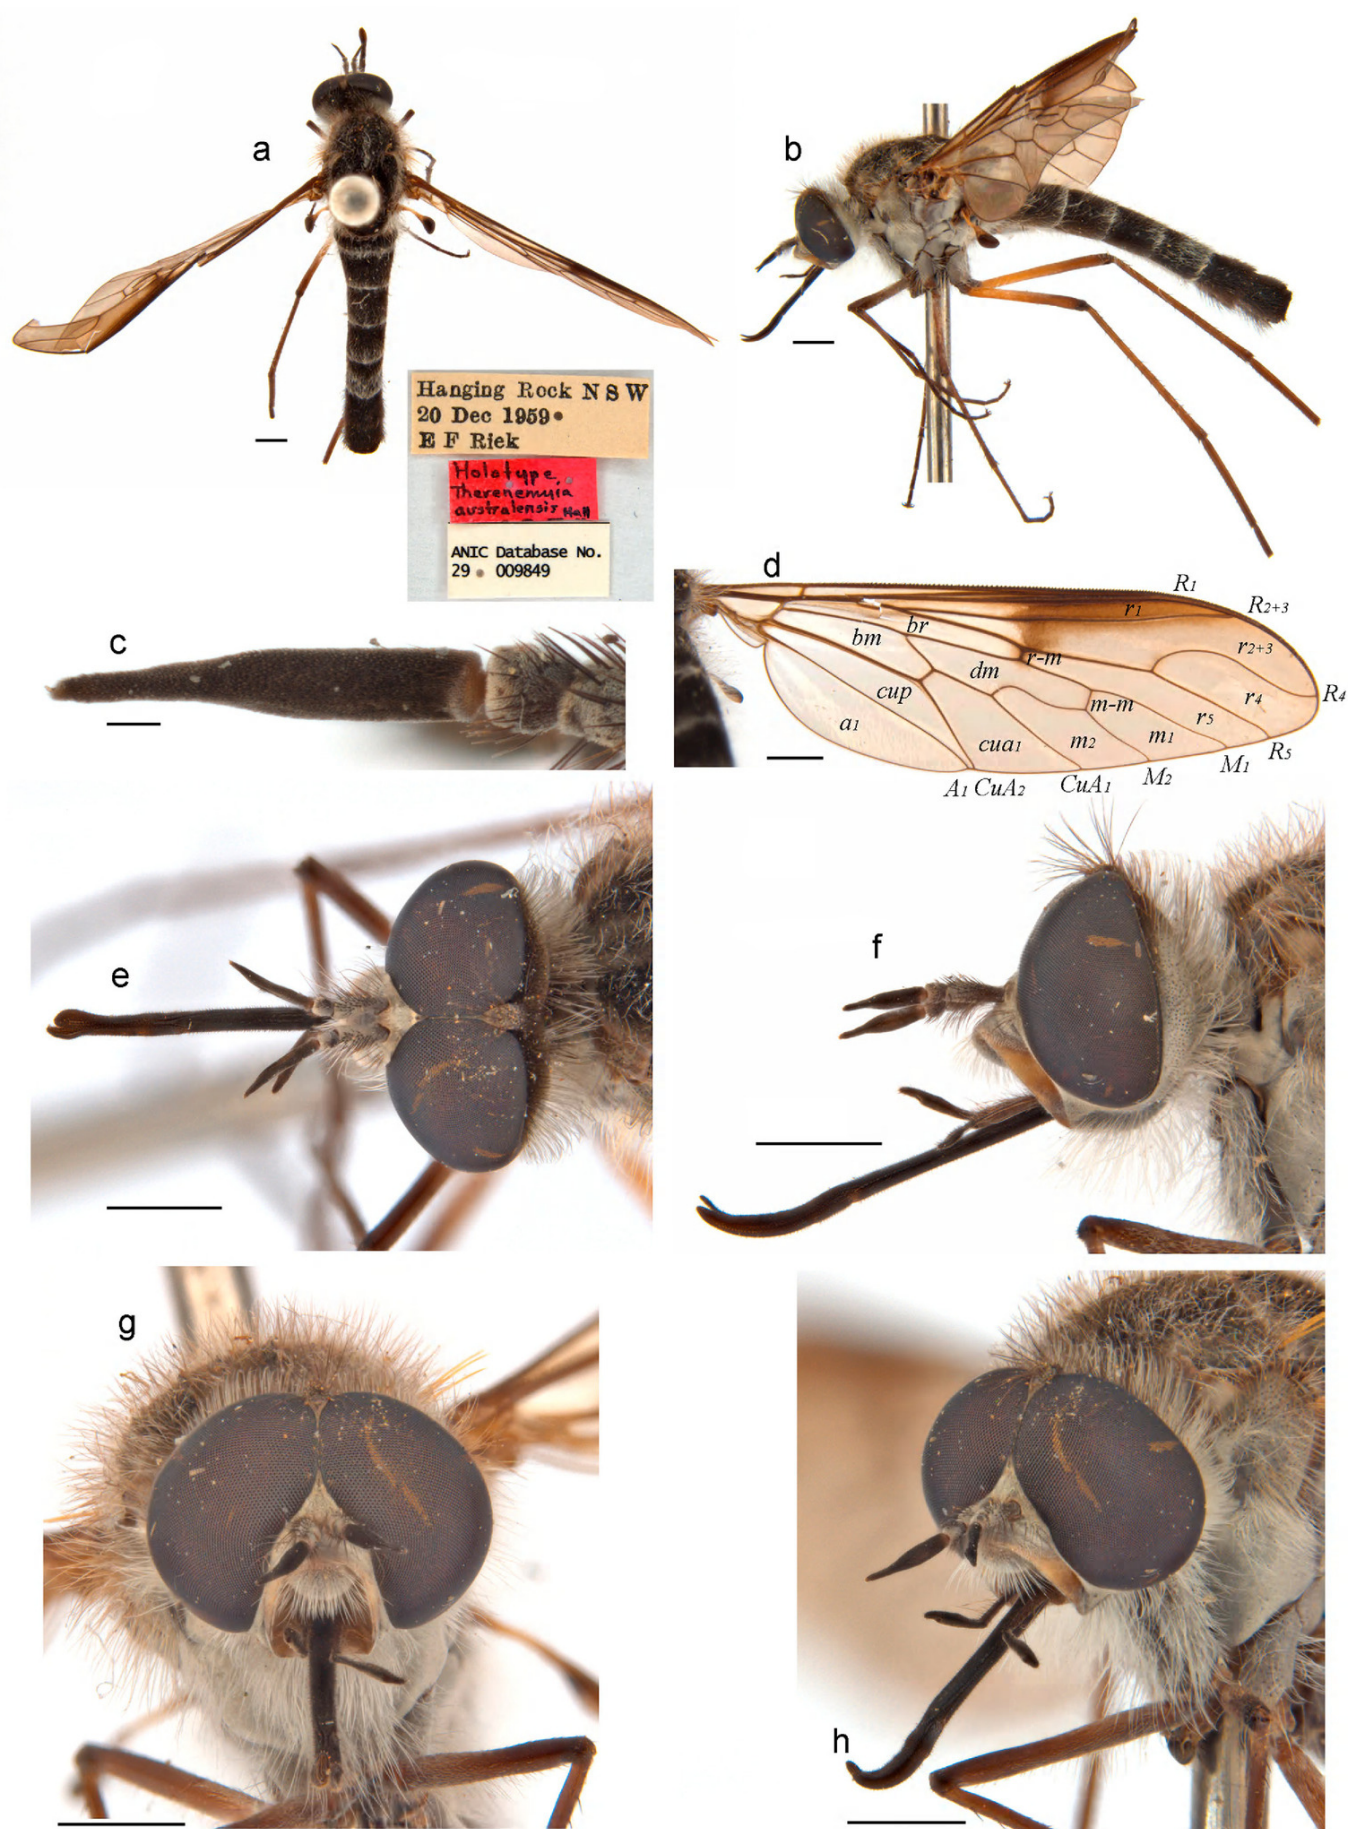 a
b
Hanging Rock N S W
20 Dec 1959
E F Riek
Holotype
Therenemyia
australensis Hall
ANIC Database No.
29 009849
c
d
R1
R2+3
r1
br
bm
r2+3
r-m
dm
r4
R4
cup
m-m
r5
a1
m1
cua1
m2
R5
M1
M2
A1 CuA2
CuA1
e
f
g
h